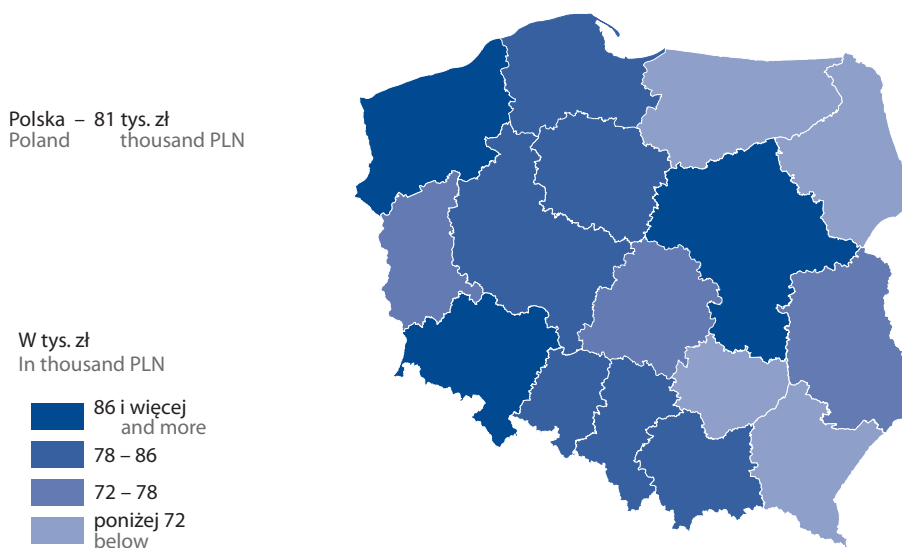 Polska – 81 tys. zł
Poland thousand PLN
W tys. zł
In thousand PLN
86 i więcej
and more
78 – 86
72 – 78
poniżej 72
below